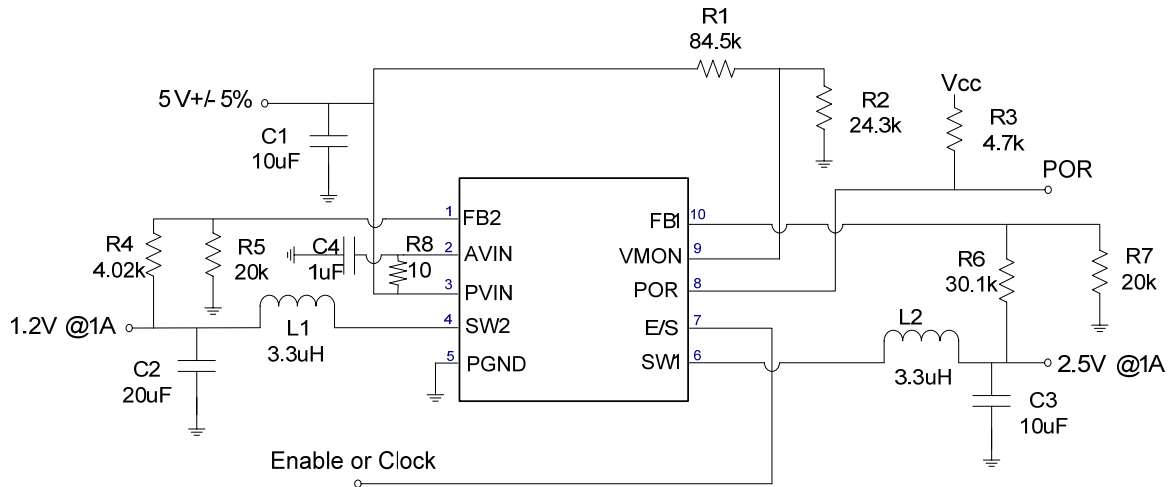 R1
84.5k
5V+/- 5%
C1
10uF
R2
24.3k
Vcc
R3
4.7k
POR
R4
4.02k
R5
20k
C4
1uF
R8
10
1
FB2
2
AVIN
3
PVIN
4
SW2
5
PGND
FB1
10
VMON
9
POR
8
E/S
7
SW1
6
R6
30.1k
R7
20k
1.2V @1A
L1
3.3uH
C2
20uF
L2
3.3uH
2.5V @1A
C3
10uF
Enable or Clock